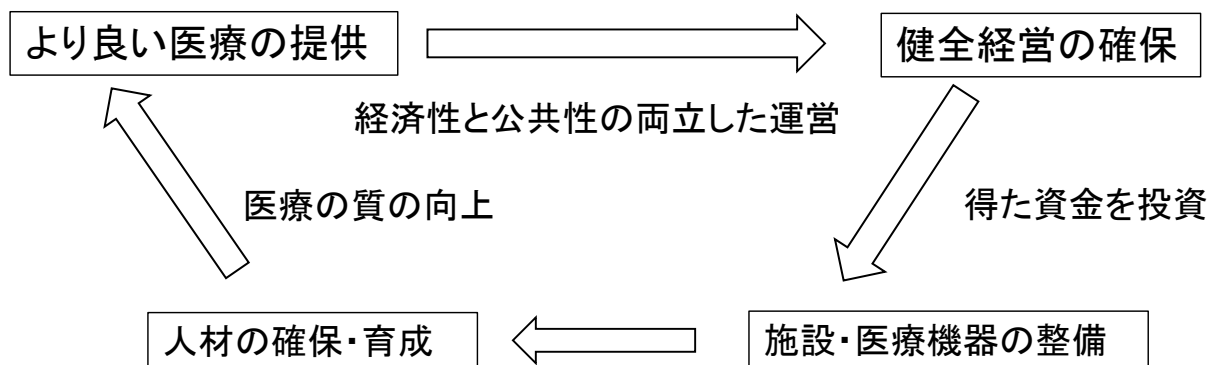 より良い医療の提供
健全経営の確保
経済性と公共性の両立した運営
医療の質の向上
得た資金を投資
人材の確保・育成
施設・医療機器の整備